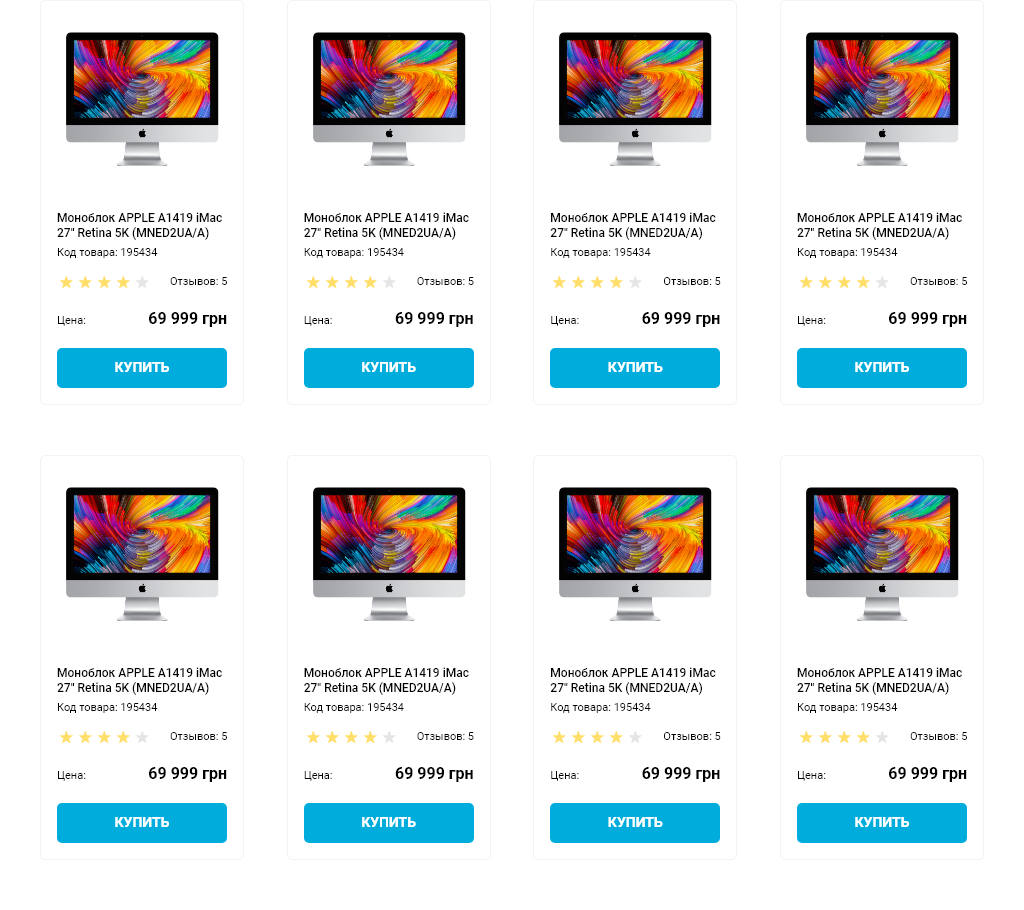 Моноблок APPLE A1419 iMac
27" Retina 5K (MNED2UA/A)
Код товара: 195434
Отзывов: 5
Цена: 69 999 грн
КУПИТЬ
Моноблок APPLE A1419 iMac
27" Retina 5K (MNED2UA/A)
Код товара: 195434
Отзывов: 5
Цена: 69 999 грн
КУПИТЬ
Моноблок APPLE A1419 iMac
27" Retina 5K (MNED2UA/A)
Код товара: 195434
Отзывов: 5
Цена: 69 999 грн
КУПИТЬ
Моноблок APPLE A1419 iMac
27" Retina 5K (MNED2UA/A)
Код товара: 195434
Отзывов: 5
Цена: 69 999 грн
КУПИТЬ
Моноблок APPLE A1419 iMac
27" Retina 5K (MNED2UA/A)
Код товара: 195434
Отзывов: 5
Цена: 69 999 грн
КУПИТЬ
Моноблок APPLE A1419 iMac
27" Retina 5K (MNED2UA/A)
Код товара: 195434
Отзывов: 5
Цена: 69 999 грн
КУПИТЬ
Моноблок APPLE A1419 iMac
27" Retina 5K (MNED2UA/A)
Код товара: 195434
Отзывов: 5
Цена: 69 999 грн
КУПИТЬ
Моноблок APPLE A1419 iMac
27" Retina 5K (MNED2UA/A)
Код товара: 195434
Отзывов: 5
Цена: 69 999 грн
КУПИТЬ